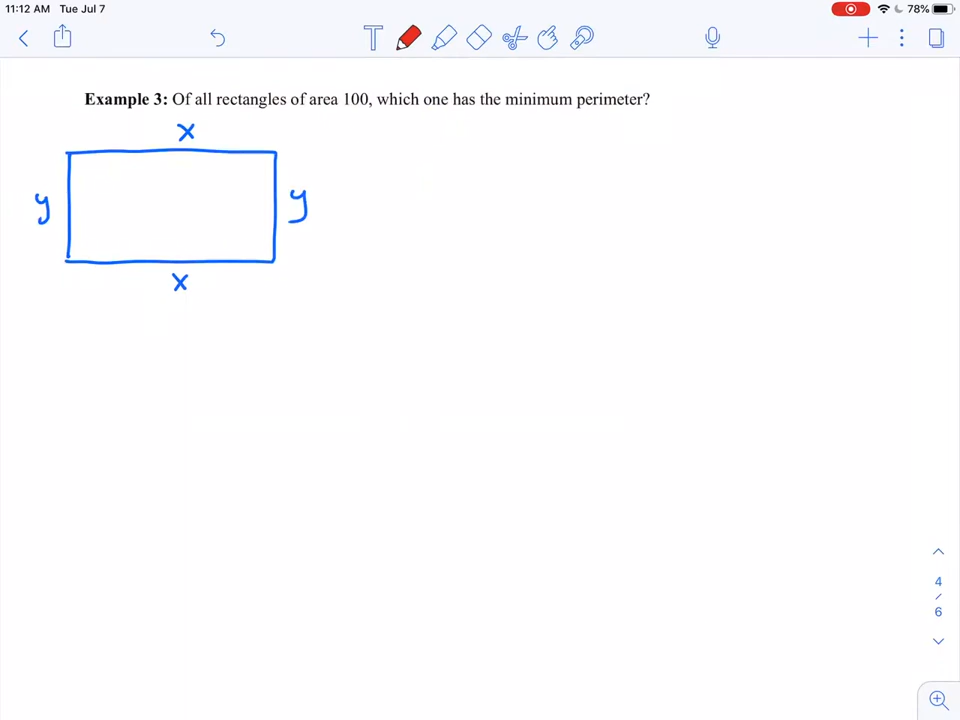 11:12 AM Tue Jul 7
78%
T
Example 3: Of all rectangles of area 100, which one has the minimum perimeter?
x
y
y
x
4
/
6